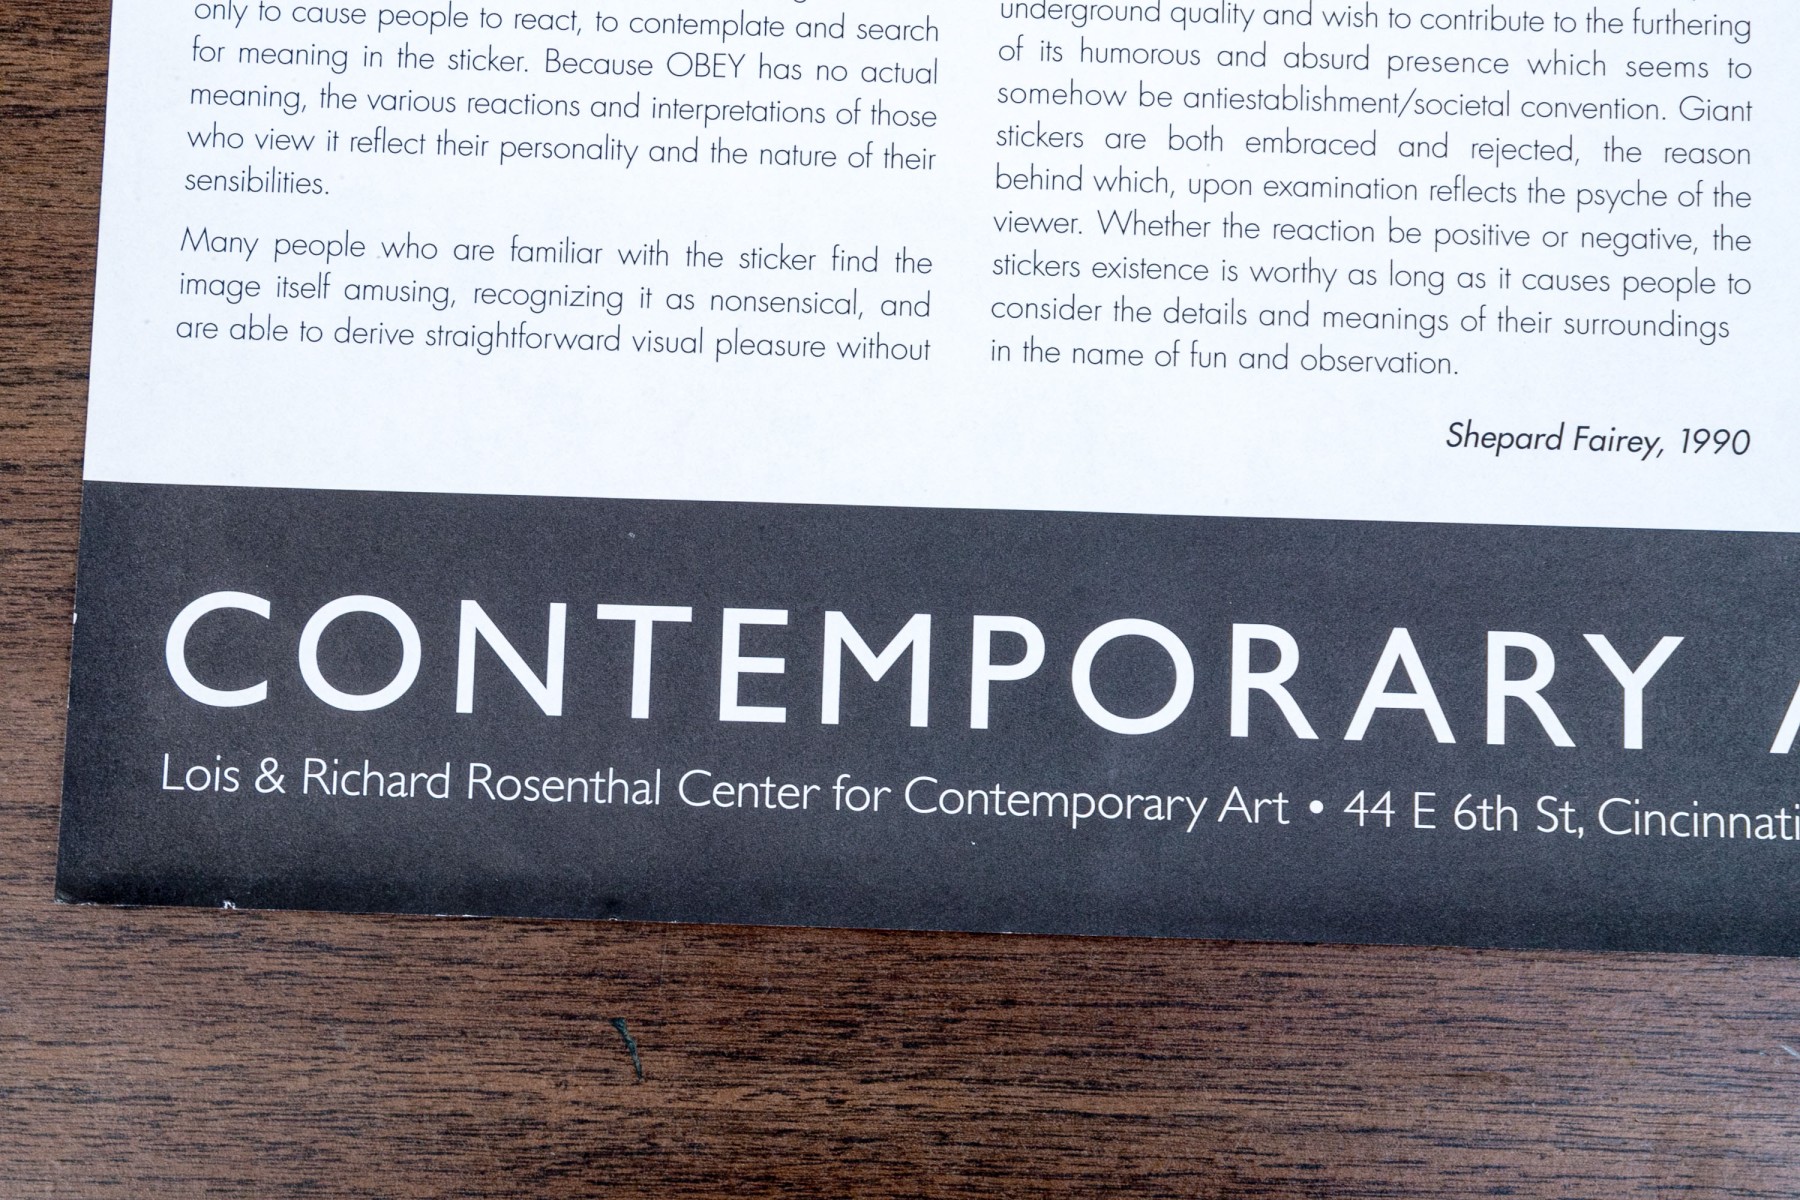 only to cause people to react, to contemplate and search
for meaning in the sticker. Because OBEY has no actual
meaning, the various reactions and interpretations of those
who view it reflect their personality and the nature of their
sensibilities.
Many people who are familiar with the sticker find the
image itself amusing, recognizing it as nonsensical, and
are able to derive straightforward visual pleasure without
underground quality and wish to contribute to the furthering
of its humorous and absurd presence which seems to
somehow be antiestablishment/societal convention. Giant
stickers are both embraced and rejected, the reason
behind which, upon examination reflects the psyche of the
viewer. Whether the reaction be positive or negative, the
stickers existence is worthy as long as it causes people to
consider the details and meanings of their surroundings
in the name of fun and observation.
Shepard Fairey, 1990
CONTEMPORARY
Lois & Richard Rosenthal Center for Contemporary Art • 44 E 6th St, Cincinnati